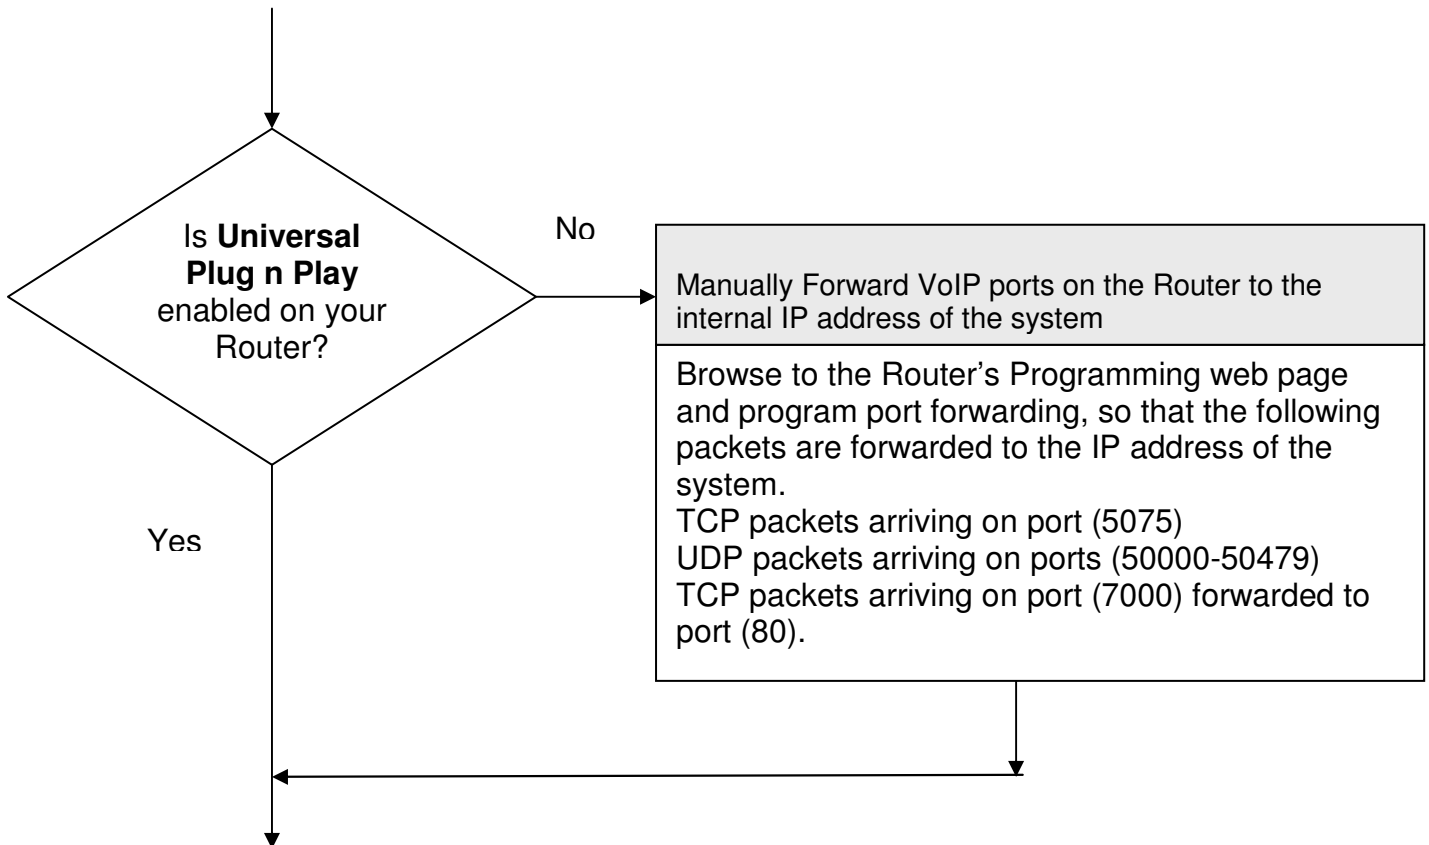 Is Universal
Plug n Play
enabled on your
Router?
No
Manually Forward VoIP ports on the Router to the
internal IP address of the system
Browse to the Router's Programming web page
and program port forwarding, so that the following
packets are forwarded to the IP address of the
system.
TCP packets arriving on port (5075)
UDP packets arriving on ports (50000-50479)
TCP packets arriving on port (7000) forwarded to
port (80).
Yes